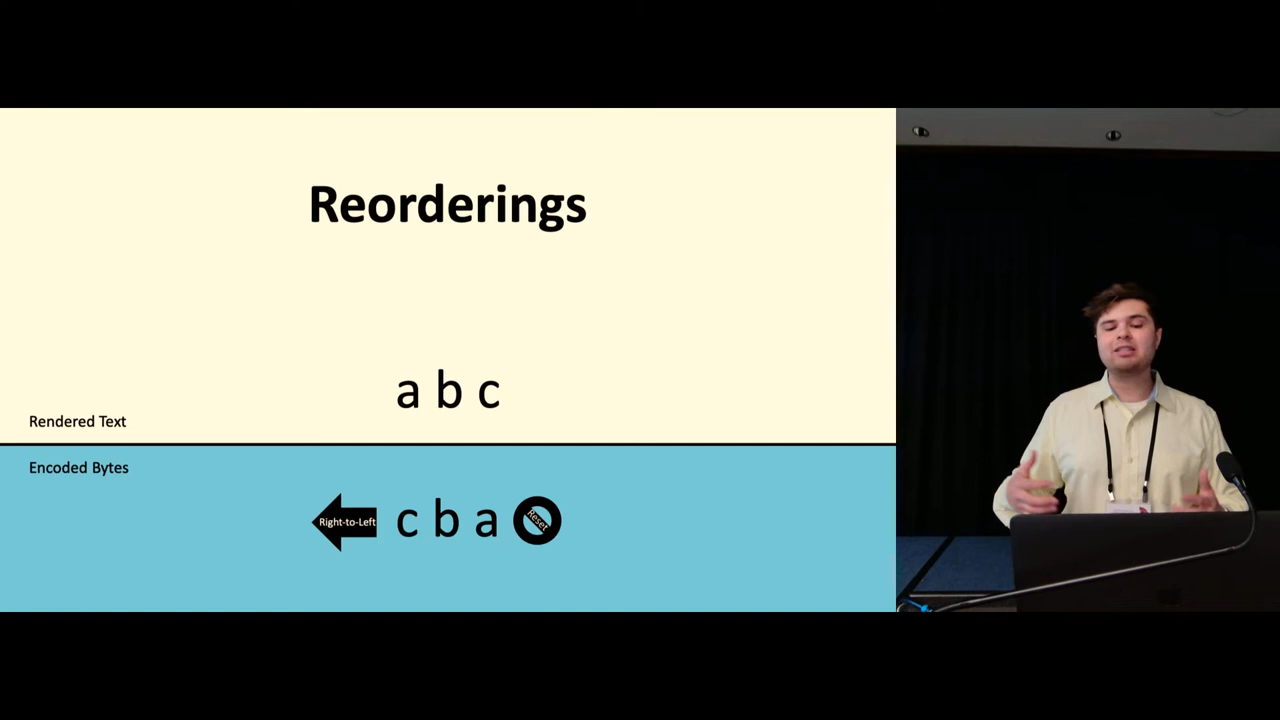 Reorderings
a b c
Rendered Text
Encoded Bytes
Right-to-Left c b a Reset